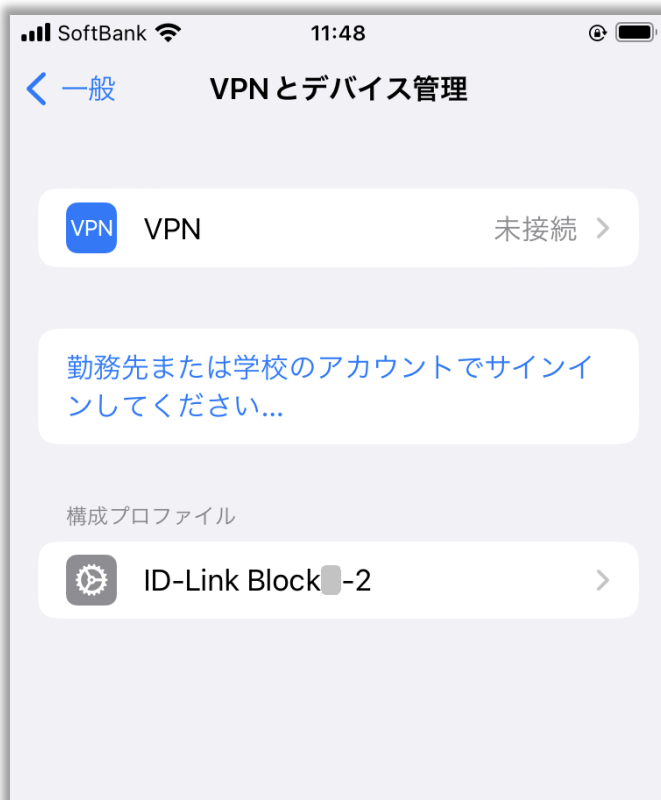 SoftBank
11:48
一般
VPNとデバイス管理
VPN
VPN
未接続
勤務先または学校のアカウントでサインイ
ンしてください...
構成プロファイル
ID-Link Block -2